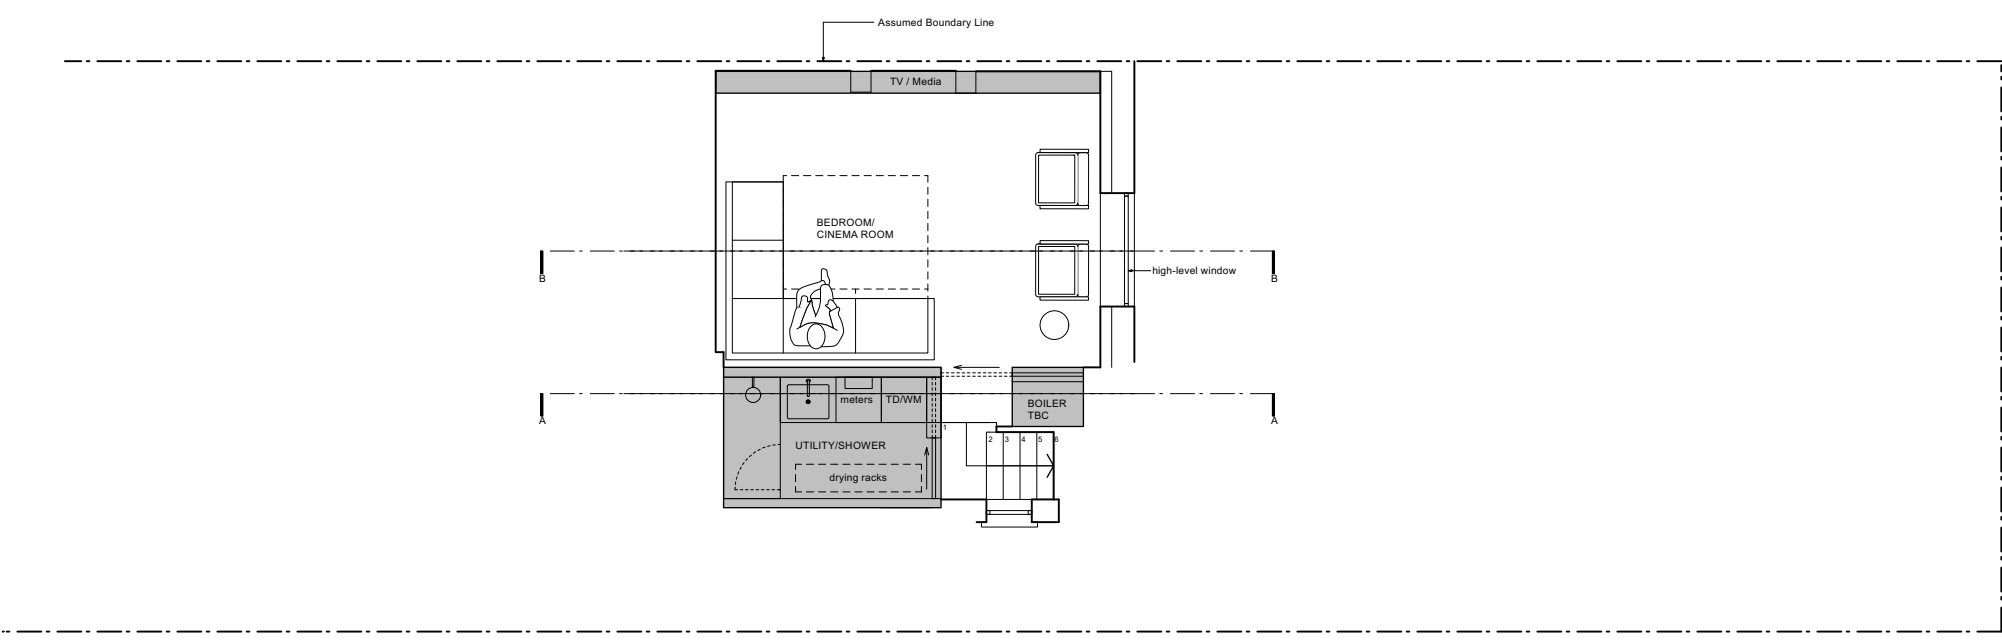 Assumed Boundary Line
TV / Media
BEDROOM/
CINEMA ROOM
B
B
high-level window
meters
TD/WM
BOILER
TBC
A
A
1
UTILITY/SHOWER
2
3
4
5
6
drying racks